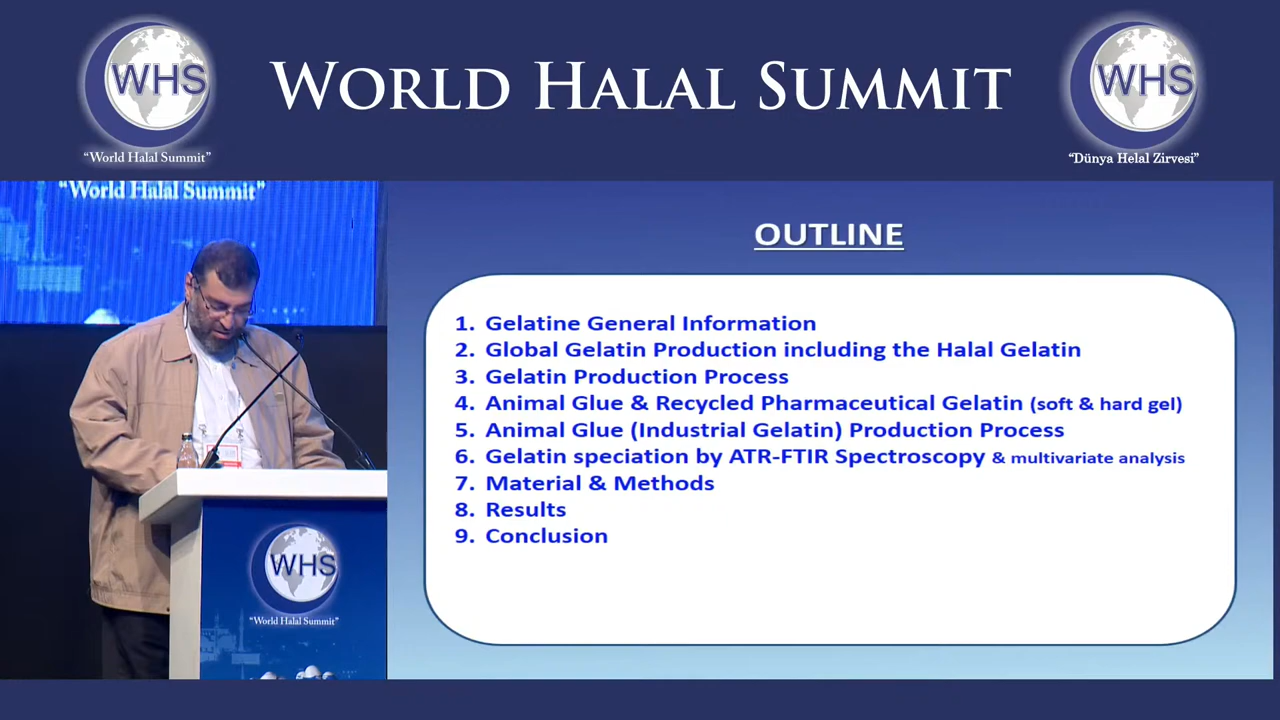 WHS
"World Halal Summit"
WORLD HALAL SUMMIT
WHS
"Dünya Helal Zirvesi"
"World Halal Summit"
OUTLINE
1. Gelatine General Information
2. Global Gelatin Production including the Halal Gelatin
3. Gelatin Production Process
4. Animal Glue & Recycled Pharmaceutical Gelatin (soft & hard gel)
5. Animal Glue (Industrial Gelatin) Production Process
6. Gelatin speciation by ATR-FTIR Spectroscopy & multivariate analysis
7. Material & Methods
8. Results
9. Conclusion
WHS
"World Halal Summit"